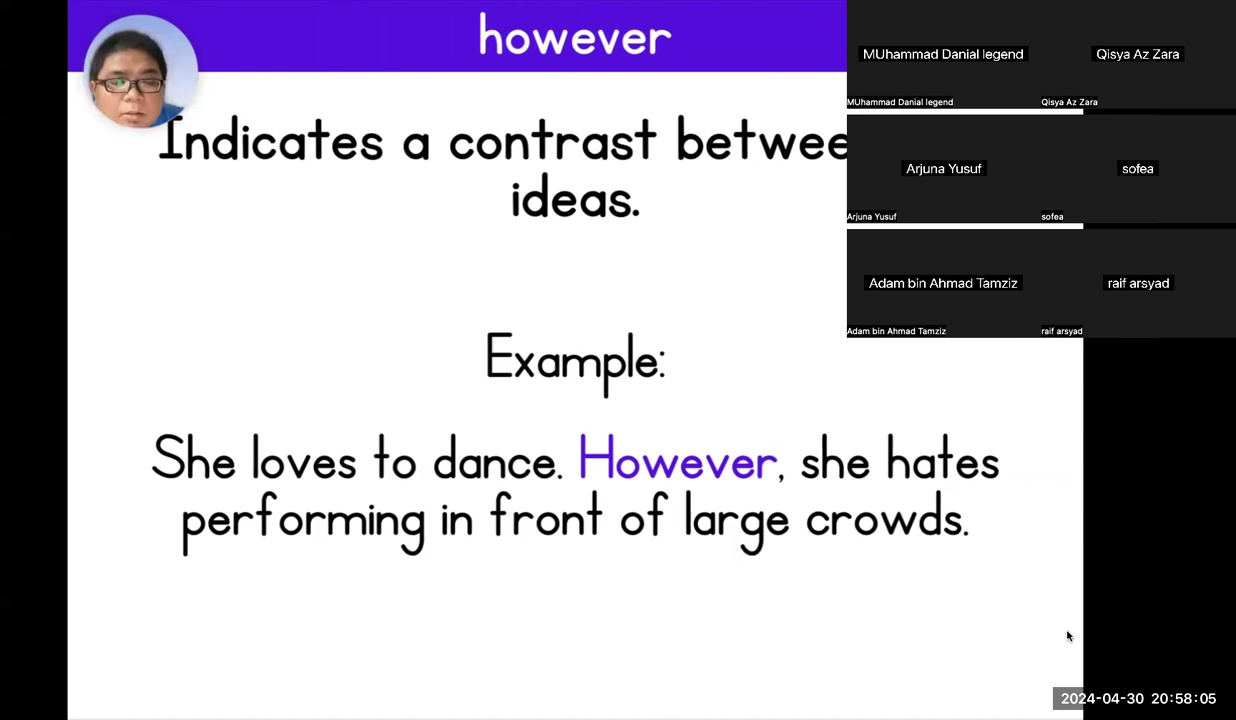 however
Indicates a contrast betwee
ideas.
Example:
She loves to dance. However, she hates
performing in front of large crowds.
MUhammad Danial legend
MUhammad Danial legend
Qisya Az Zara
Qisya Az Zara
Arjuna Yusuf
Arjuna Yusuf
sofea
sofea
Adam bin Ahmad Tamziz
Adam bin Ahmad Tamziz
raif arsyad
raif arsyad
2024-04-30 20:58:05